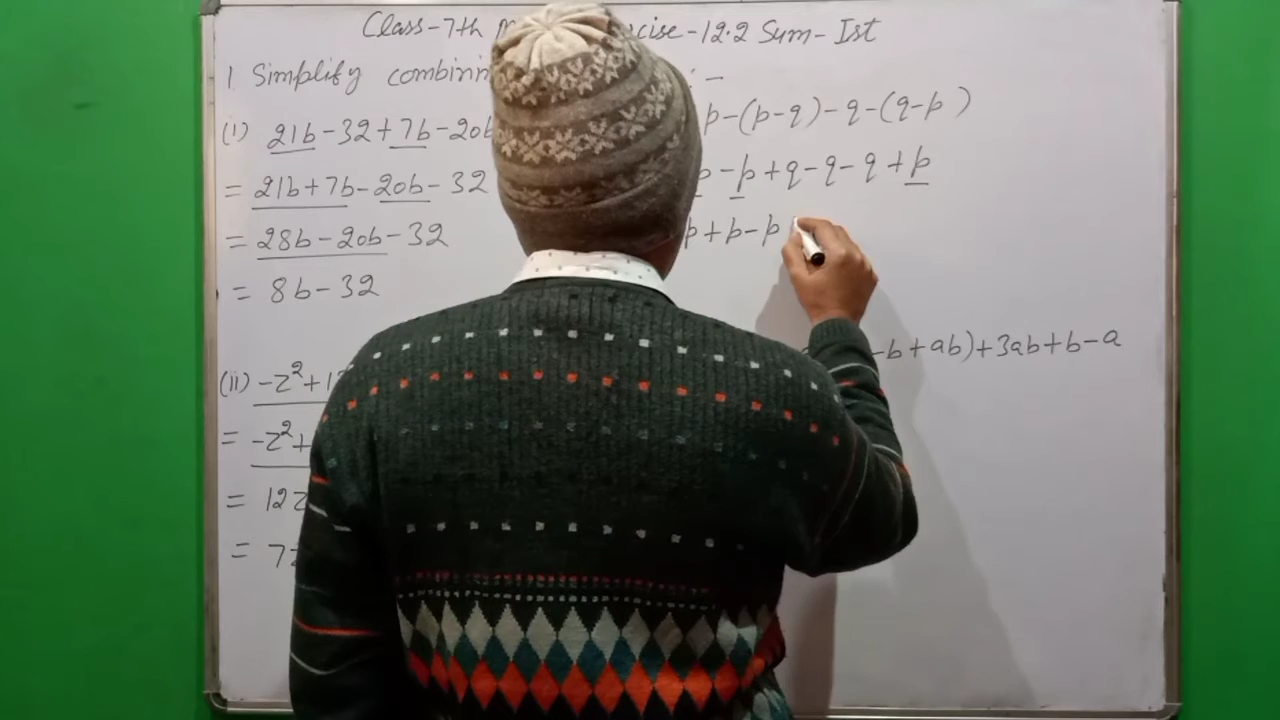 Class-7th cise-12.2 Sum-Ist
1 Simplify combinin :-
(i) 21b-32+7b-20b
= 21b+7b-20b-32
= 28b-20b-32
= 8b-32
(ii) -z²+1
= -z²+
= 12z
= 7
p-(p-q)-q-(q-p)
p-p+q-q-q+p
p+p-p
-b+ab)+3ab+b-a